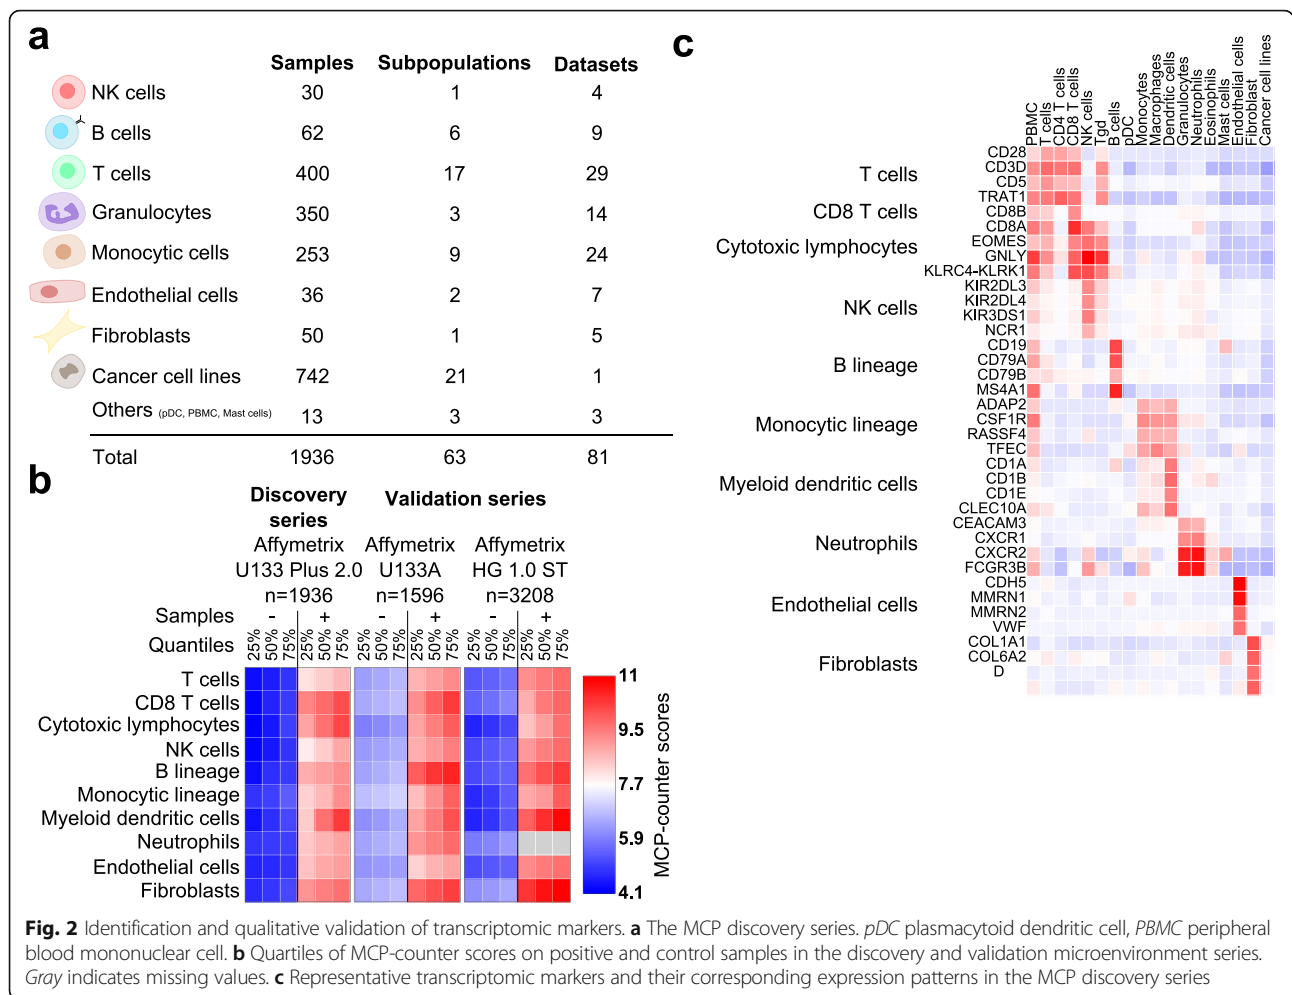 a
Samples Subpopulations Datasets
NK cells 30 1 4
B cells 62 6 9
T cells 400 17 29
Granulocytes 350 3 14
Monocytic cells 253 9 24
Endothelial cells 36 2 7
Fibroblasts 50 1 5
Cancer cell lines 742 21 1
Others (pDC, PBMC, Mast cells) 13 3 3
Total 1936 63 81
b
Discovery series
Validation series
Affymetrix U133 Plus 2.0 n=1936
Affymetrix U133A n=1596
Affymetrix HG 1.0 ST n=3208
Samples - + - + - +
Quantiles 25% 50% 75% 25% 50% 75% 25% 50% 75% 25% 50% 75% 25% 50% 75% 25% 50% 75%
T cells
CD8 T cells
Cytotoxic lymphocytes
NK cells
B lineage
Monocytic lineage
Myeloid dendritic cells
Neutrophils
Endothelial cells
Fibroblasts
11
9.5
7.7
5.9
4.1
MCP-counter scores
c
PBMC
T cells
CD4 T cells
CD8 T cells
NK cells
Tgd
B cells
pDC
Monocytes
Macrophages
Dendritic cells
Granulocytes
Neutrophils
Eosinophils
Mast cells
Endothelial cells
Fibroblast
Cancer cell lines
T cells
CD8 T cells
Cytotoxic lymphocytes
NK cells
B lineage
Monocytic lineage
Myeloid dendritic cells
Neutrophils
Endothelial cells
Fibroblasts
CD28
CD3D
CD5
TRAT1
CD8B
CD8A
EOMES
GNLY
KLRC4-KLRK1
KIR2DL3
KIR2DL4
KIR3DS1
NCR1
CD19
CD79A
CD79B
MS4A1
ADAP2
CSF1R
RASSF4
TFEC
CD1A
CD1B
CD1E
CLEC10A
CEACAM3
CXCR1
CXCR2
FCGR3B
CDH5
MMRN1
MMRN2
VWF
COL1A1
COL6A2
D
Fig. 2 Identification and qualitative validation of transcriptomic markers. a The MCP discovery series. pDC plasmacytoid dendritic cell, PBMC peripheral
blood mononuclear cell. b Quartiles of MCP-counter scores on positive and control samples in the discovery and validation microenvironment series.
Gray indicates missing values. c Representative transcriptomic markers and their corresponding expression patterns in the MCP discovery series